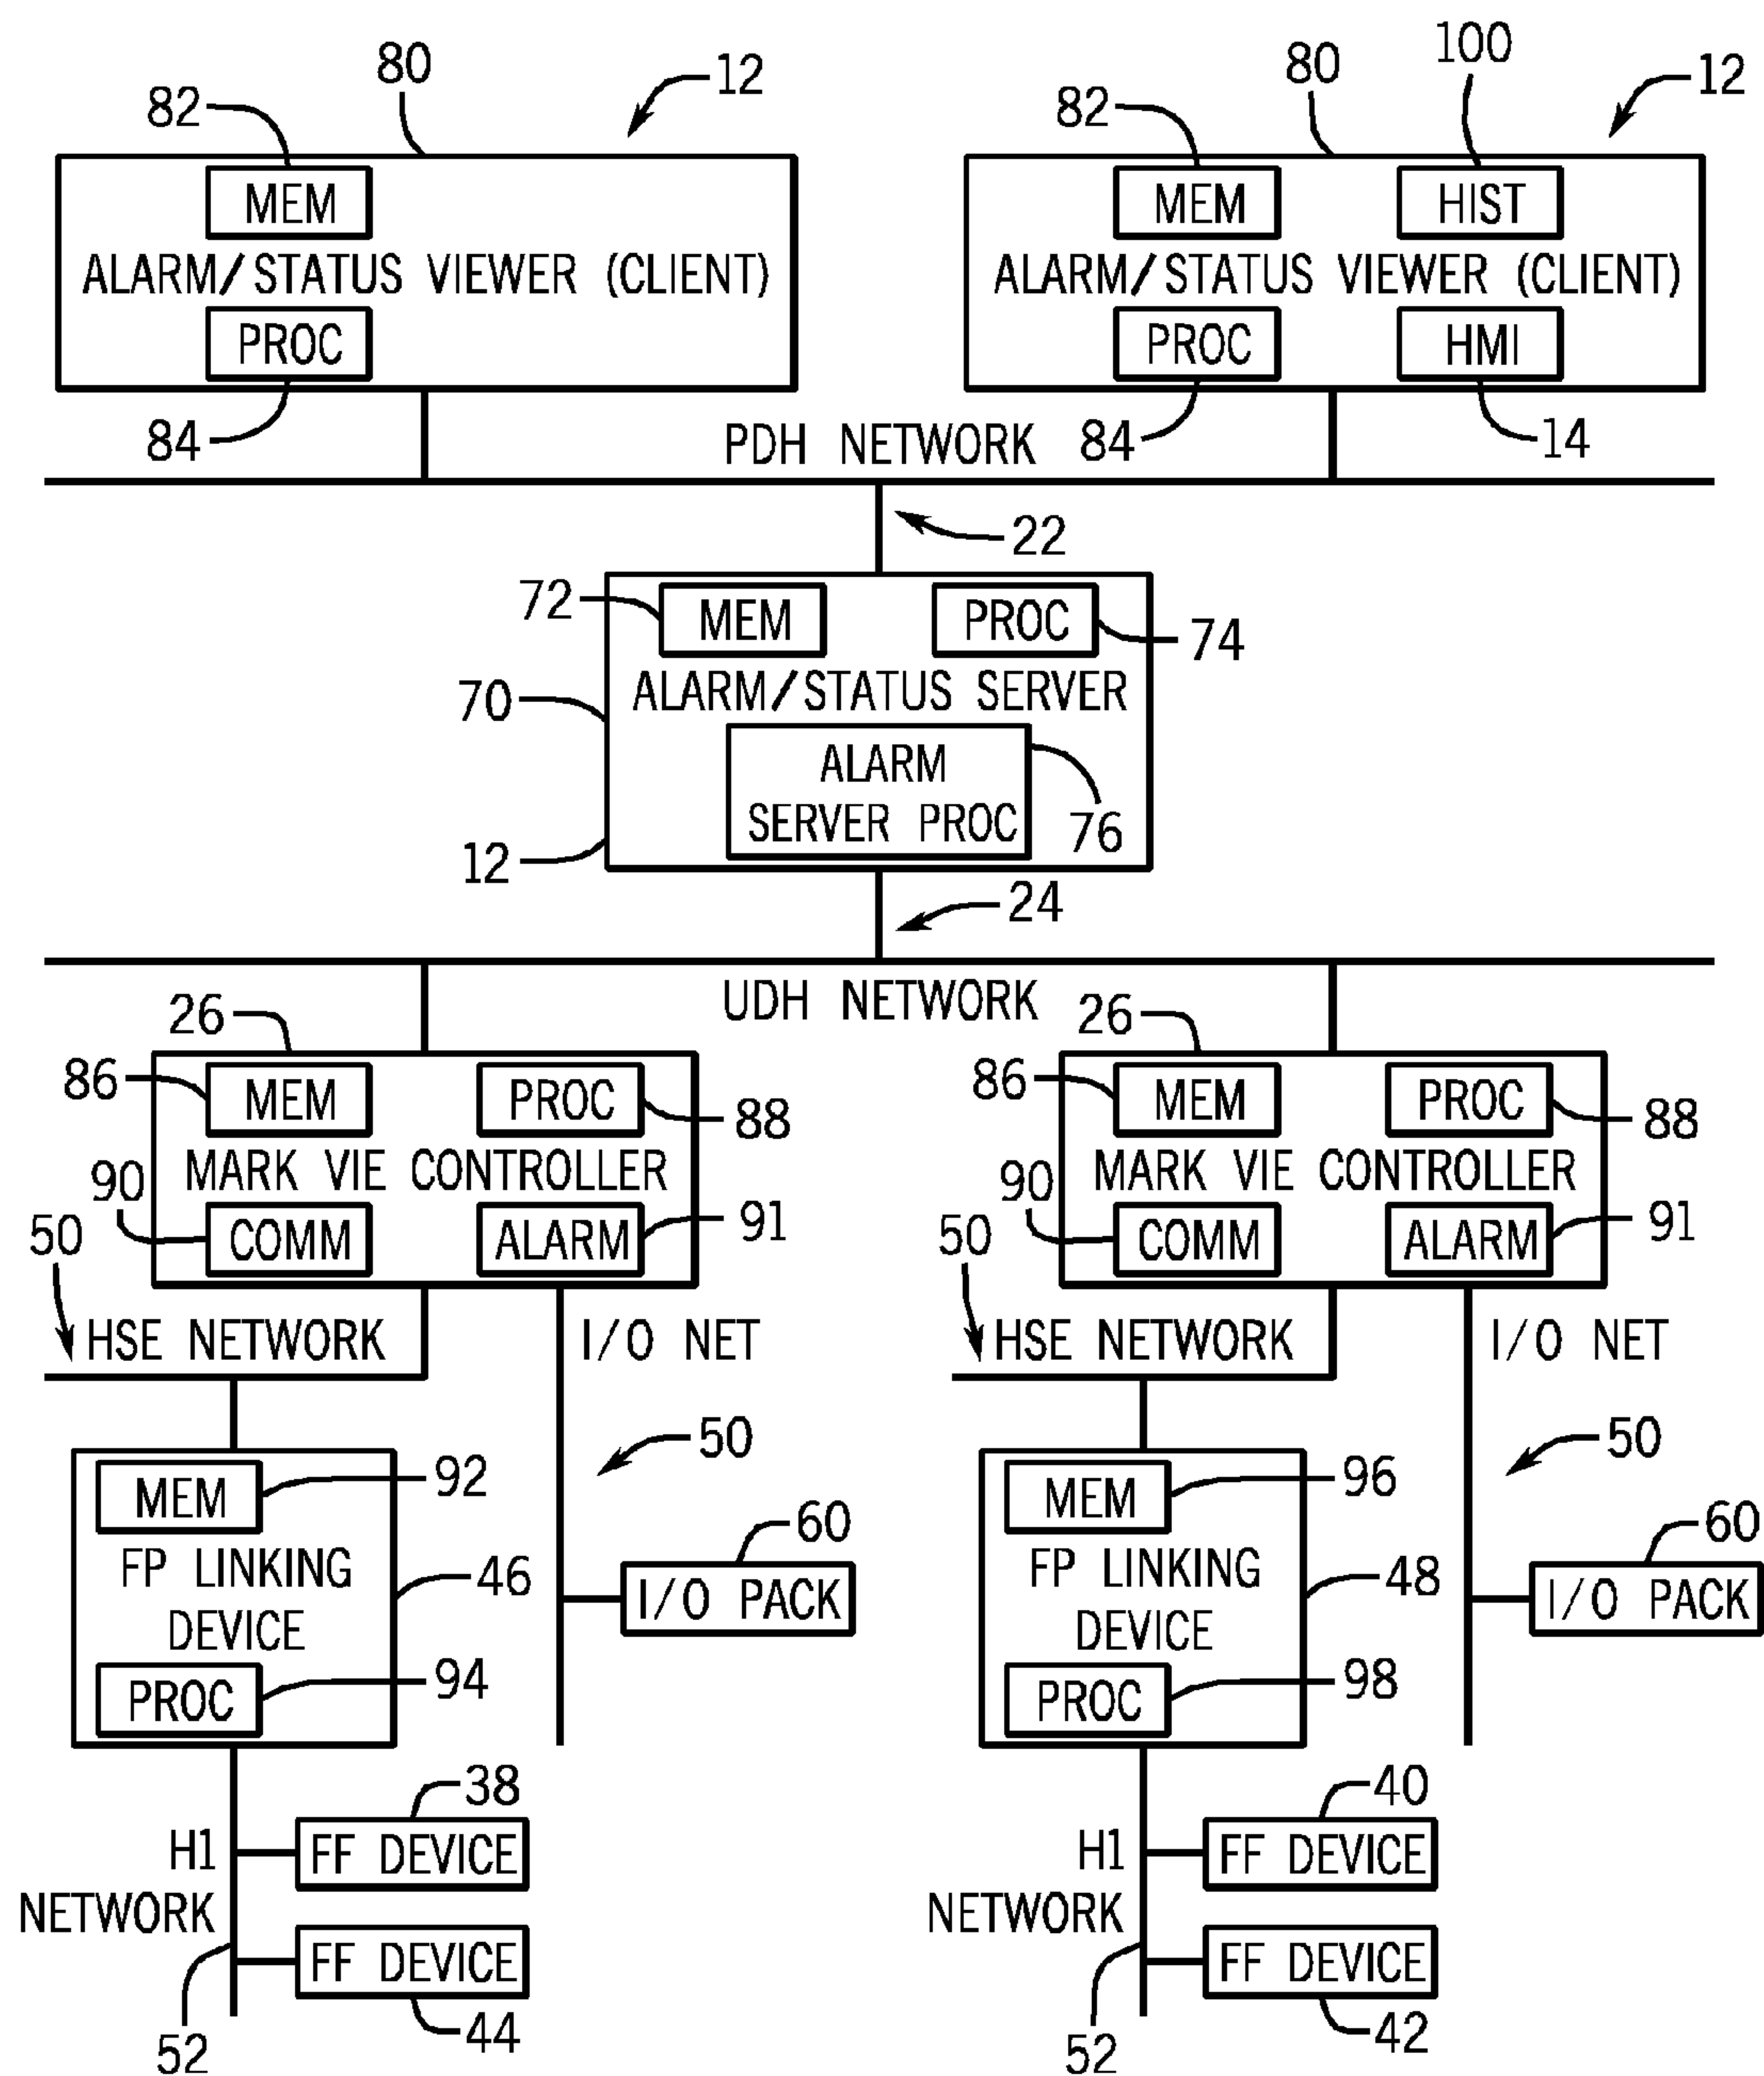 80
12
82
MEM
ALARM/STATUS VIEWER (CLIENT)
PROC
84
80
100
12
82
MEM
HIST
ALARM/STATUS VIEWER (CLIENT)
PROC
HMI
84
14
PDH NETWORK
22
72
MEM
PROC
74
70
ALARM/STATUS SERVER
ALARM
SERVER PROC
76
12
24
UDH NETWORK
26
86
MEM
PROC
88
MARK VIE CONTROLLER
90
COMM
ALARM
91
50
HSE NETWORK
I/O NET
50
MEM
92
FP LINKING
DEVICE
46
PROC
94
60
I/O PACK
38
H1
NETWORK
FF DEVICE
FF DEVICE
52
44
26
86
MEM
PROC
88
MARK VIE CONTROLLER
90
COMM
ALARM
91
50
HSE NETWORK
I/O NET
50
MEM
96
FP LINKING
DEVICE
48
PROC
98
60
I/O PACK
40
H1
NETWORK
FF DEVICE
FF DEVICE
52
42